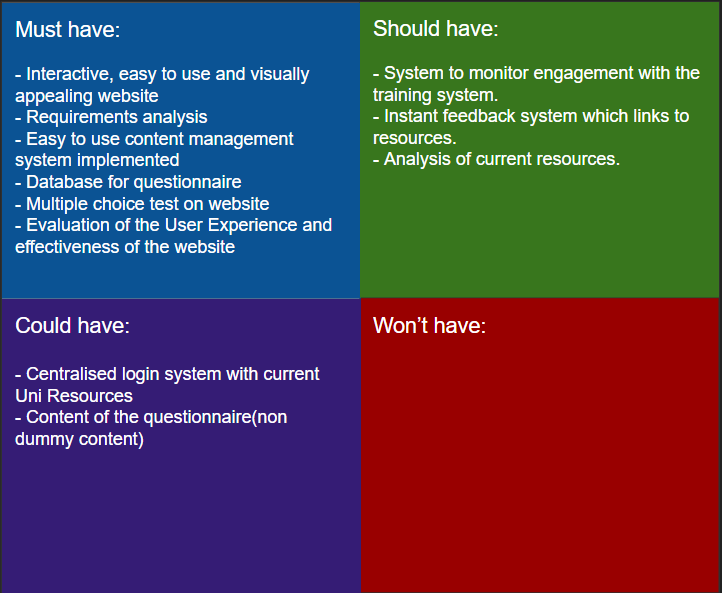 Must have:
- Interactive, easy to use and visually
appealing website
- Requirements analysis
- Easy to use content management
system implemented
- Database for questionnaire
- Multiple choice test on website
- Evaluation of the User Experience and
effectiveness of the website
Should have:
- System to monitor engagement with the
training system.
- Instant feedback system which links to
resources.
- Analysis of current resources.
Could have:
- Centralised login system with current
Uni Resources
- Content of the questionnaire(non
dummy content)
Won’t have: